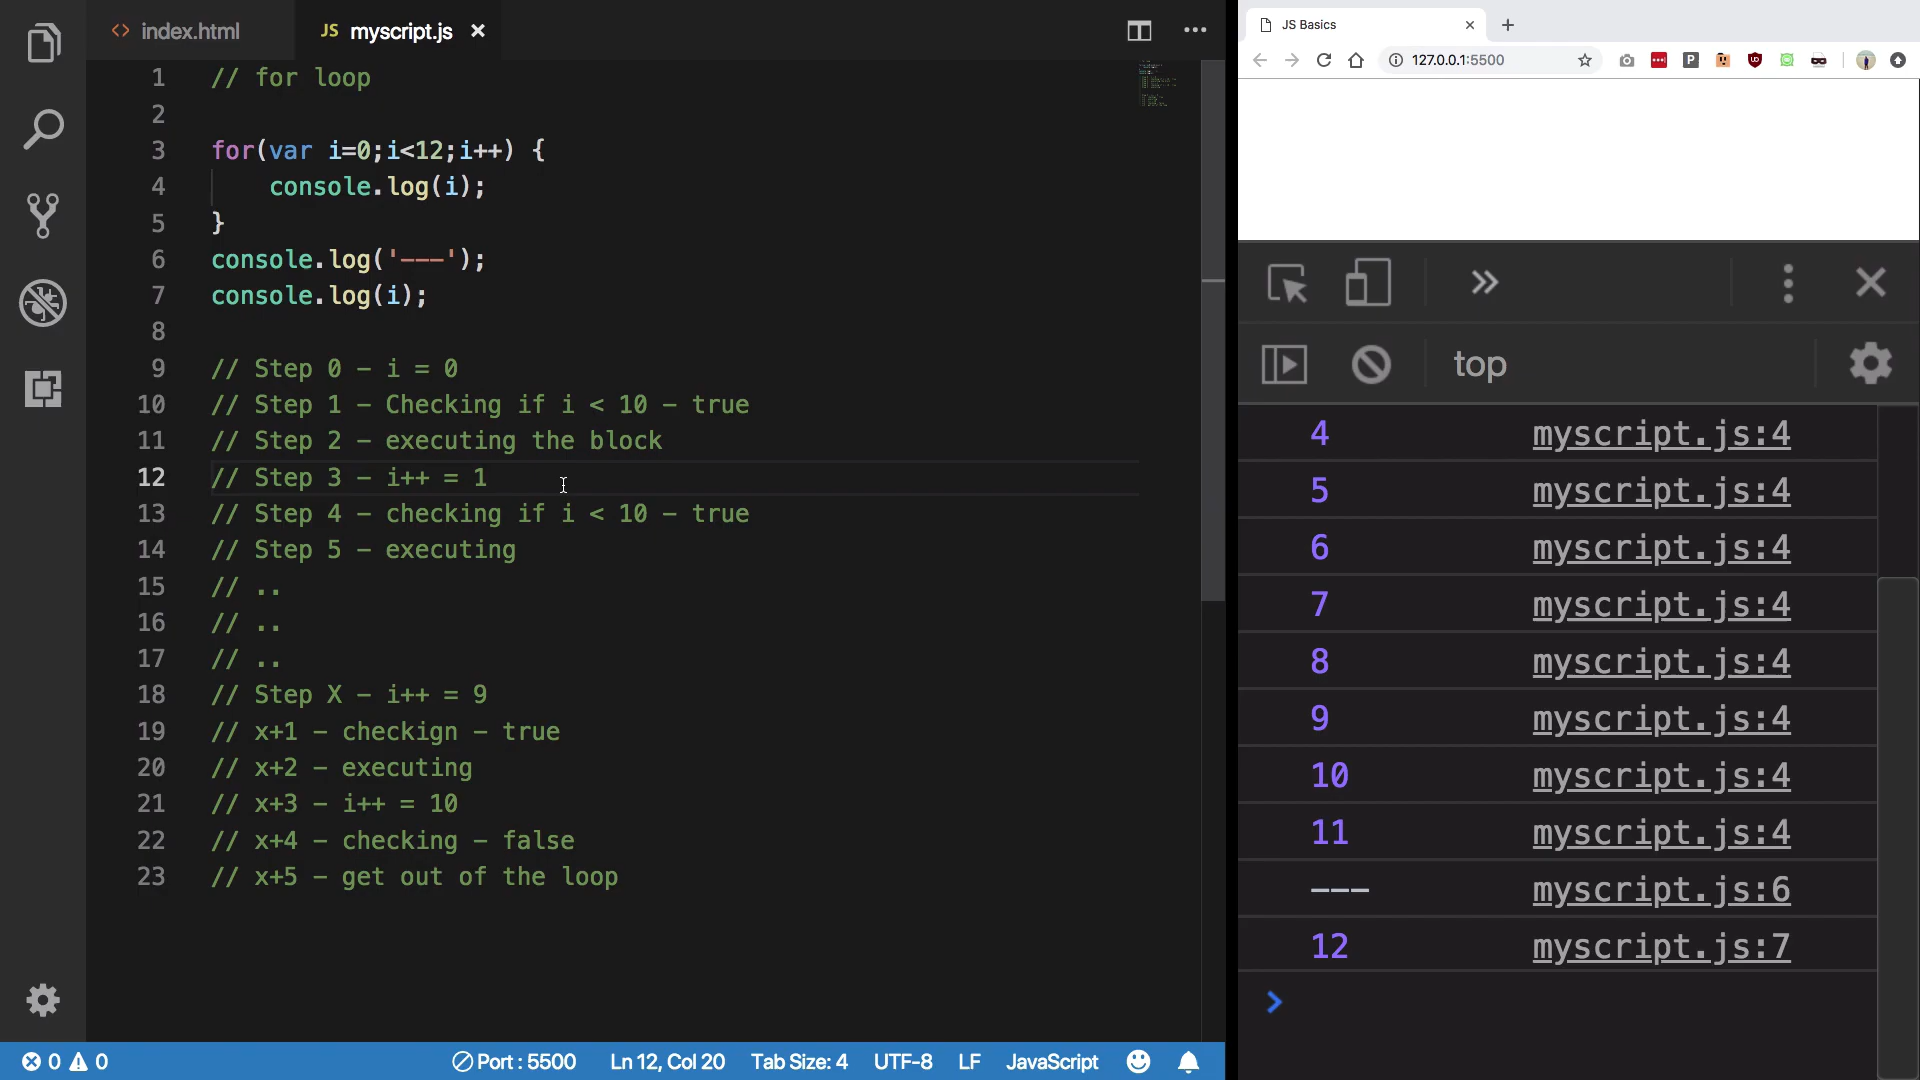 index.html
JS myscript.js
1 // for loop
2
3 for(var i=0;i<12;i++) {
4 console.log(i);
5 }
6 console.log('---');
7 console.log(i);
8
9 // Step 0 - i = 0
10 // Step 1 - Checking if i < 10 - true
11 // Step 2 - executing the block
12 // Step 3 - i++ = 1
13 // Step 4 - checking if i < 10 - true
14 // Step 5 - executing
15 // ..
16 // ..
17 // ..
18 // Step X - i++ = 9
19 // x+1 - checkign - true
20 // x+2 - executing
21 // x+3 - i++ = 10
22 // x+4 - checking - false
23 // x+5 - get out of the loop
0 0 Port : 5500 Ln 12, Col 20 Tab Size: 4 UTF-8 LF JavaScript
JS Basics
127.0.0.1:5500
top
4 myscript.js:4
5 myscript.js:4
6 myscript.js:4
7 myscript.js:4
8 myscript.js:4
9 myscript.js:4
10 myscript.js:4
11 myscript.js:4
--- myscript.js:6
12 myscript.js:7